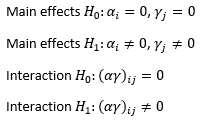 Main effects H₀: αᵢ = 0, γⱼ = 0
Main effects H₁: αᵢ ≠ 0, γⱼ ≠ 0
Interaction H₀: (αγ)ᵢⱼ = 0
Interaction H₁: (αγ)ᵢⱼ ≠ 0